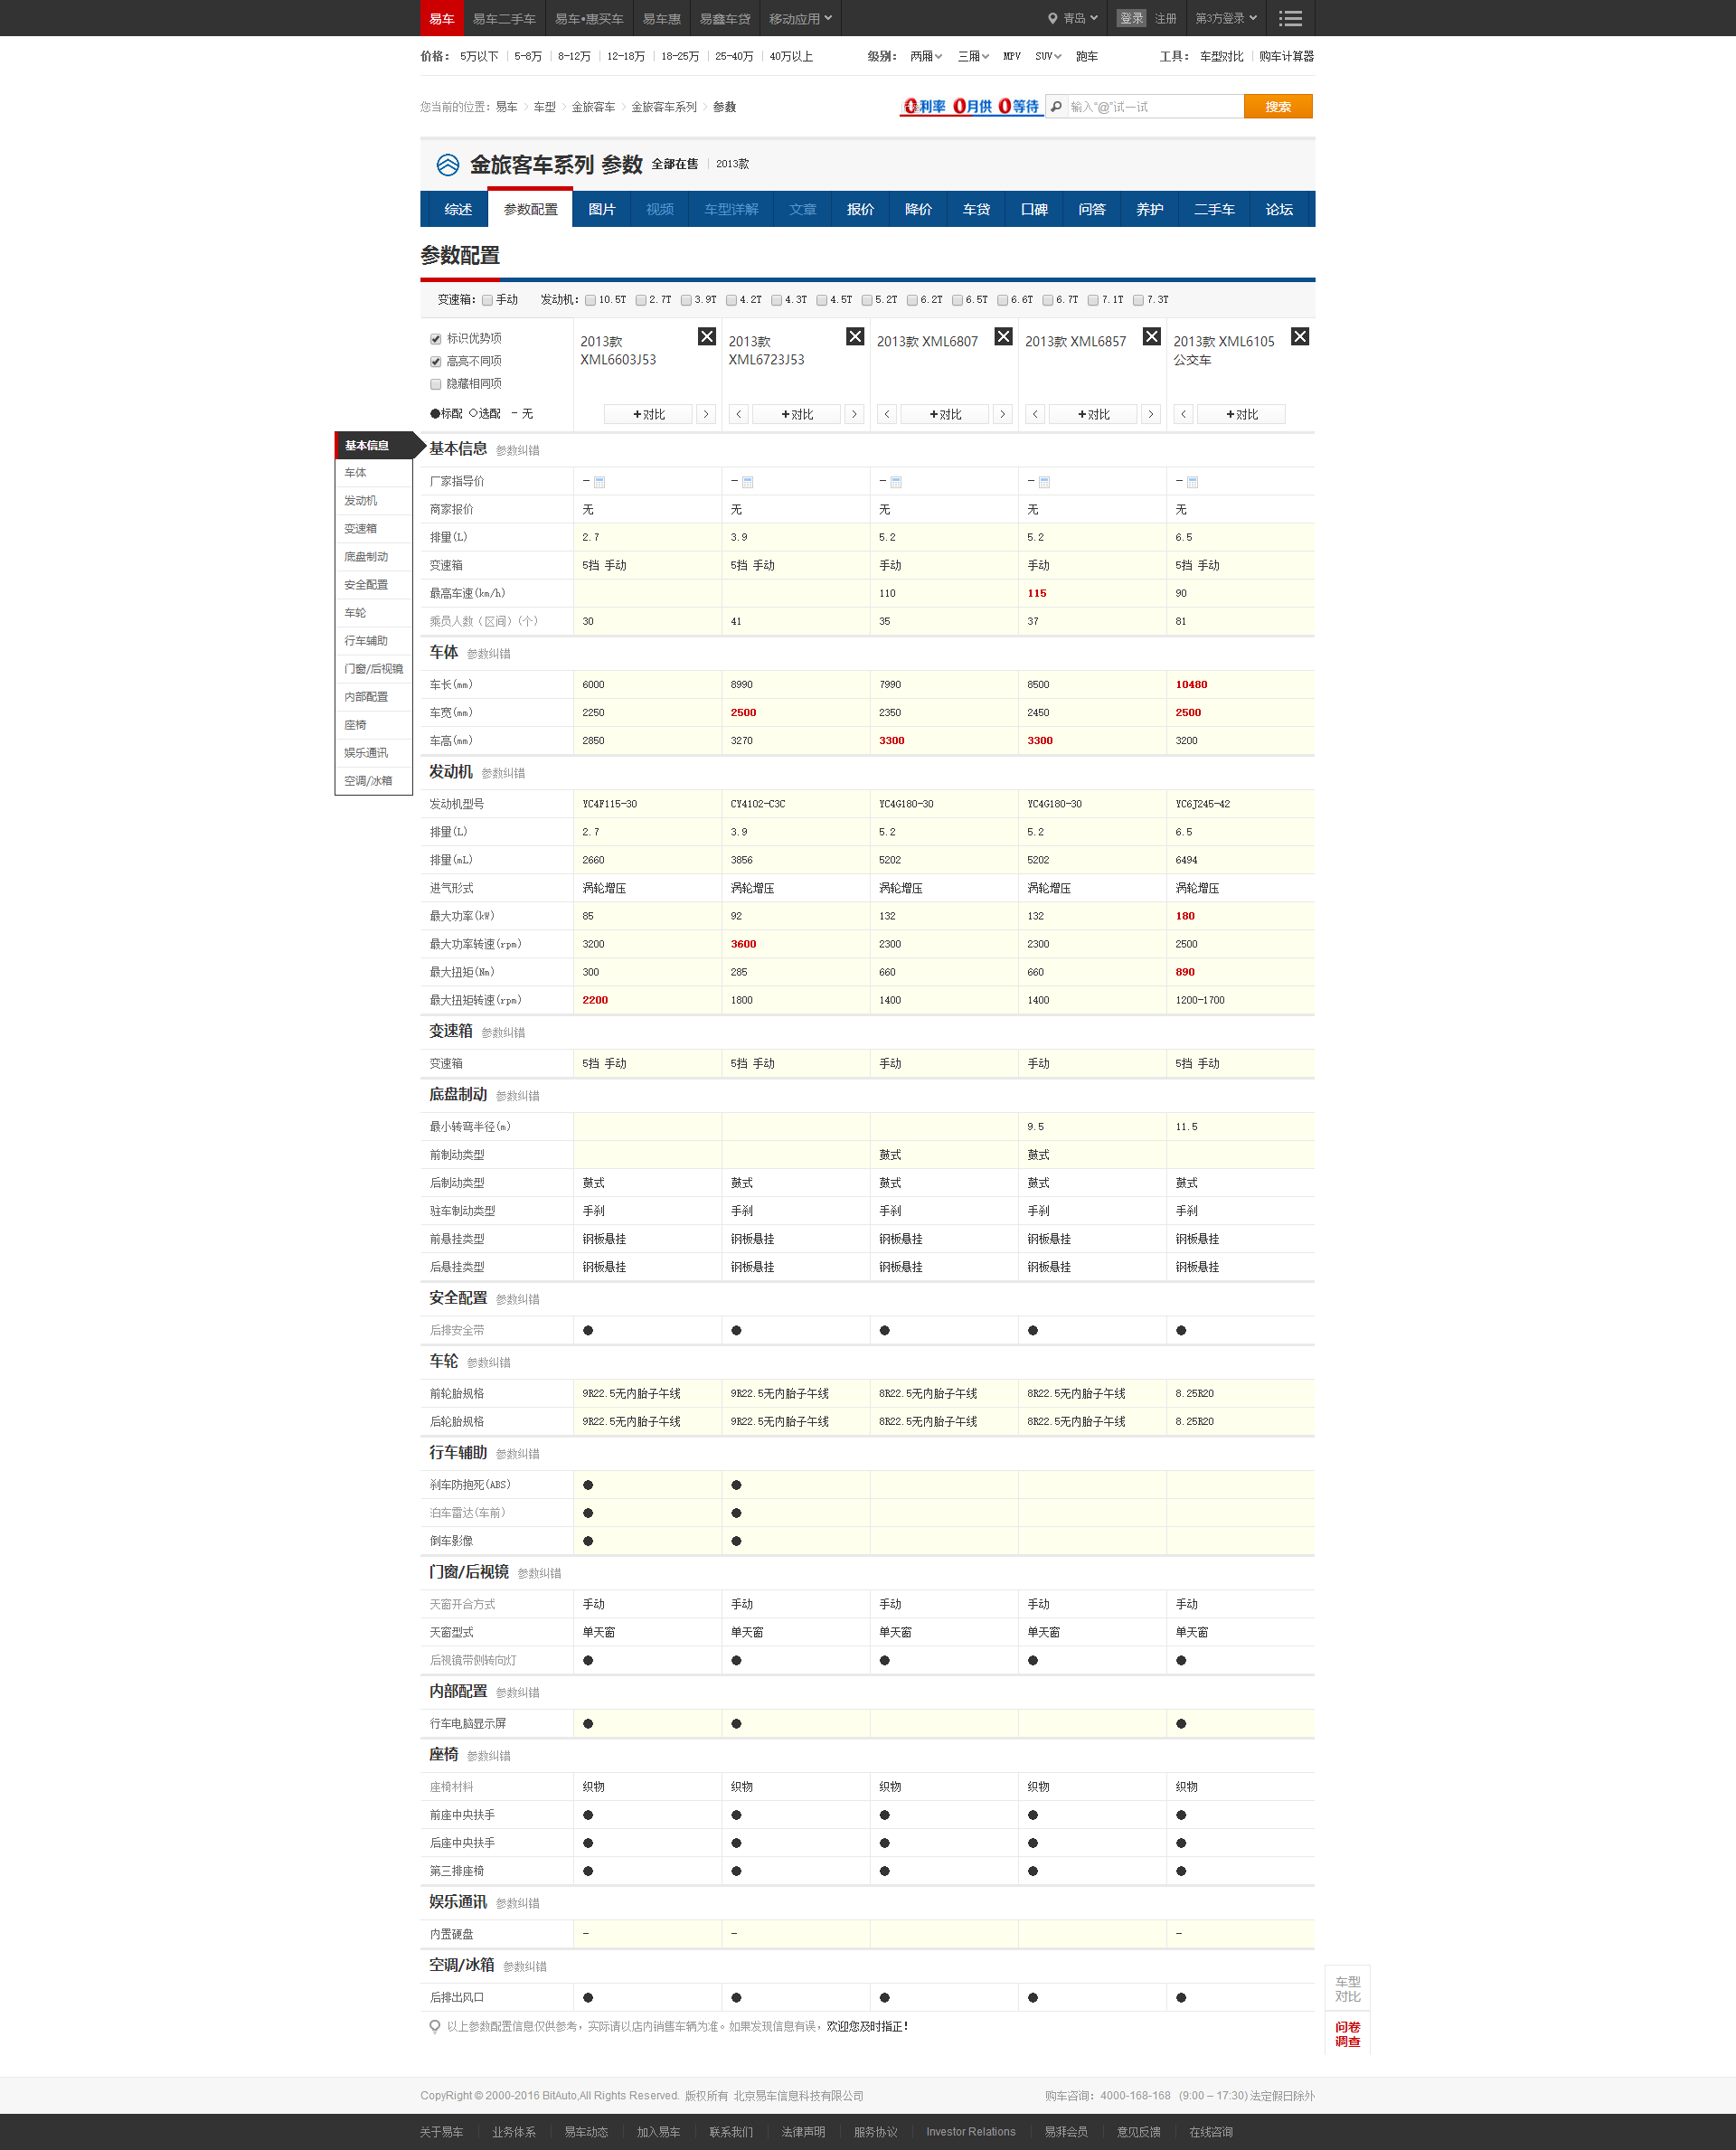 易车 易车二手车 易车•惠买车 易车惠 易鑫车贷 移动应用 青岛 登录 注册 第3方登录
价格： 5万以下 5-8万 8-12万 12-18万 18-25万 25-40万 40万以上 级别： 两厢 三厢 MPV SUV 跑车 工具： 车型对比 购车计算器
您当前的位置： 易车 > 车型 > 金旅客车 > 金旅客车系列 > 参数 0利率 0月供 0等待 输入"@"试一试 搜索
金旅客车系列 参数 全部在售 2013款
综述 参数配置 图片 视频 车型详解 文章 报价 降价 车贷 口碑 问答 养护 二手车 论坛
参数配置
变速箱： 手动 发动机： 10.5T 2.7T 3.9T 4.2T 4.3T 4.5T 5.2T 6.2T 6.5T 6.6T 6.7T 7.1T 7.3T
标识优势项
高亮不同项
隐藏相同项
●标配 ○选配 - 无
2013款 XML6603J53
2013款 XML6723J53
2013款 XML6807
2013款 XML6857
2013款 XML6105公交车
+对比 > < +对比 > < +对比 > < +对比 > < +对比
基本信息
车体
发动机
变速箱
底盘制动
安全配置
车轮
行车辅助
门窗/后视镜
内部配置
座椅
娱乐通讯
空调/冰箱
基本信息 参数纠错
厂家指导价 - - - - -
商家报价 无 无 无 无 无
排量(L) 2.7 3.9 5.2 5.2 6.5
变速箱 5挡 手动 5挡 手动 手动 手动 5挡 手动
最高车速(km/h) 110 115 90
乘员人数（区间）(个) 30 41 35 37 81
车体 参数纠错
车长(mm) 6000 8990 7990 8500 10480
车宽(mm) 2250 2500 2350 2450 2500
车高(mm) 2850 3270 3300 3300 3200
发动机 参数纠错
发动机型号 YC4F115-30 CY4102-C3C YC4G180-30 YC4G180-30 YC6J245-42
排量(L) 2.7 3.9 5.2 5.2 6.5
排量(mL) 2660 3856 5202 5202 6494
进气形式 涡轮增压 涡轮增压 涡轮增压 涡轮增压 涡轮增压
最大功率(kW) 85 92 132 132 180
最大功率转速(rpm) 3200 3600 2300 2300 2500
最大扭矩(Nm) 300 285 660 660 890
最大扭矩转速(rpm) 2200 1800 1400 1400 1200-1700
变速箱 参数纠错
变速箱 5挡 手动 5挡 手动 手动 手动 5挡 手动
底盘制动 参数纠错
最小转弯半径(m) 9.5 11.5
前制动类型 鼓式 鼓式
后制动类型 鼓式 鼓式 鼓式 鼓式 鼓式
驻车制动类型 手刹 手刹 手刹 手刹 手刹
前悬挂类型 钢板悬挂 钢板悬挂 钢板悬挂 钢板悬挂 钢板悬挂
后悬挂类型 钢板悬挂 钢板悬挂 钢板悬挂 钢板悬挂 钢板悬挂
安全配置 参数纠错
后排安全带 ● ● ● ● ●
车轮 参数纠错
前轮胎规格 9R22.5无内胎子午线 9R22.5无内胎子午线 8R22.5无内胎子午线 8R22.5无内胎子午线 8.25R20
后轮胎规格 9R22.5无内胎子午线 9R22.5无内胎子午线 8R22.5无内胎子午线 8R22.5无内胎子午线 8.25R20
行车辅助 参数纠错
刹车防抱死(ABS) ● ●
泊车雷达(车前) ● ●
倒车影像 ● ●
门窗/后视镜 参数纠错
天窗开合方式 手动 手动 手动 手动 手动
天窗型式 单天窗 单天窗 单天窗 单天窗 单天窗
后视镜带侧转向灯 ● ● ● ● ●
内部配置 参数纠错
行车电脑显示屏 ● ● ●
座椅 参数纠错
座椅材料 织物 织物 织物 织物 织物
前座中央扶手 ● ● ● ● ●
后座中央扶手 ● ● ● ● ●
第三排座椅 ● ● ● ● ●
娱乐通讯 参数纠错
内置硬盘 - - -
空调/冰箱 参数纠错
后排出风口 ● ● ● ● ●
以上参数配置信息仅供参考，实际请以店内销售车辆为准。如果发现信息有误，欢迎您及时指正！
车型对比
问卷调查
CopyRight © 2000-2016 BitAuto,All Rights Reserved. 版权所有 北京易车信息科技有限公司 购车咨询：4000-168-168 (9:00 – 17:30) 法定假日除外
关于易车 业务体系 易车动态 加入易车 联系我们 法律声明 服务协议 Investor Relations 易湃会员 意见反馈 在线咨询